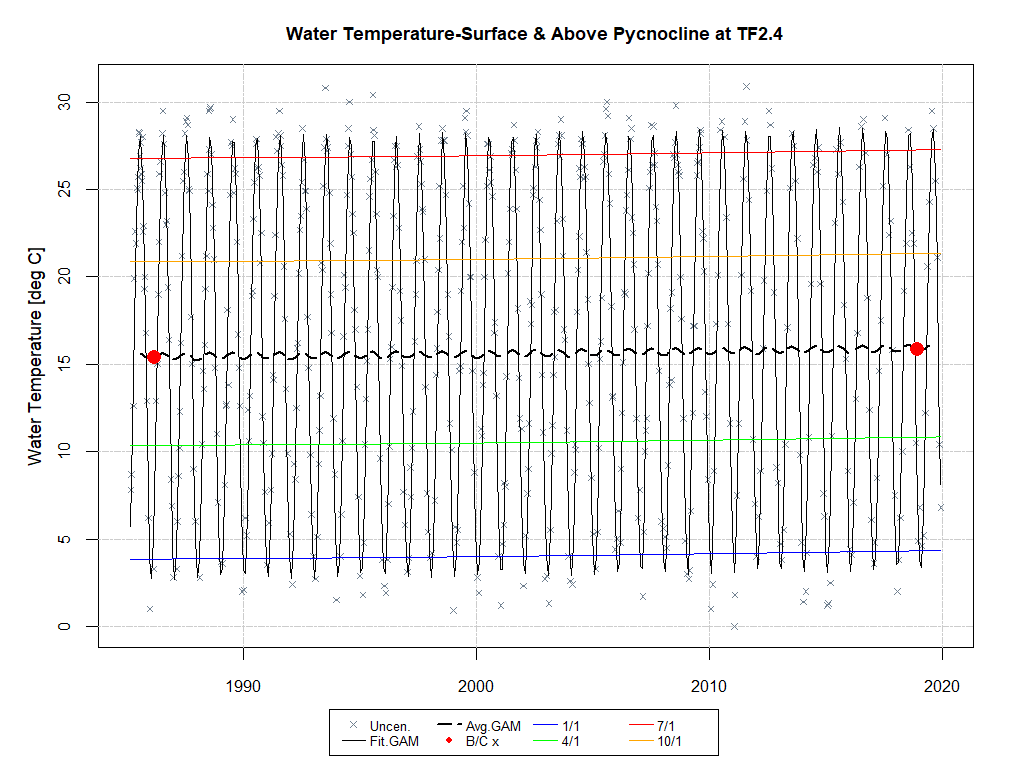 Water Temperature-Surface & Above Pycnocline at TF2.4
Water Temperature [deg C]
30
25
20
15
10
5
0
1990 2000 2010 2020
Uncen. Avg.GAM 1/1 7/1
Fit.GAM B/C x 4/1 10/1